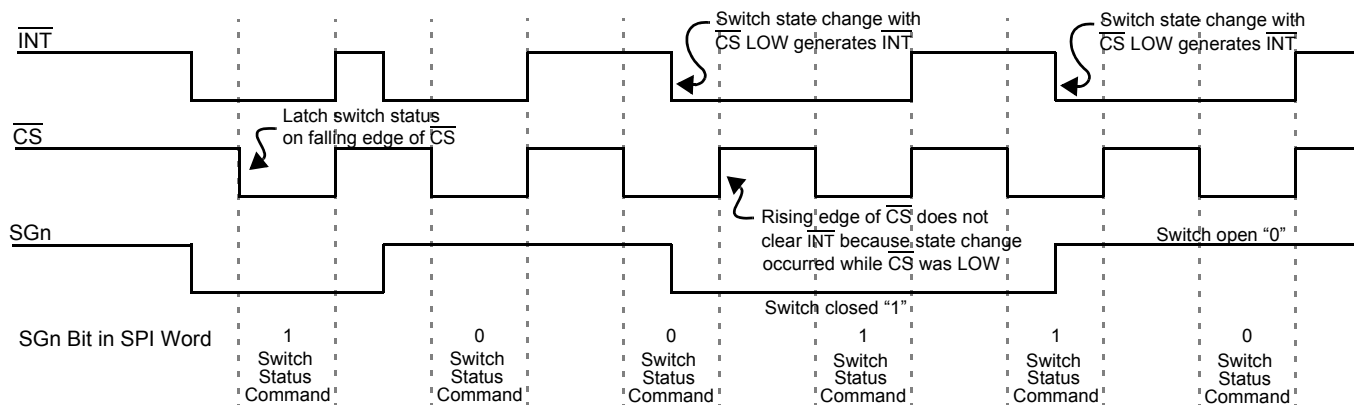 INT
Switch state change with
CS LOW generates INT
Switch state change with
CS LOW generates INT
CS
Latch switch status
on falling edge of CS
Rising edge of CS does not
clear INT because state change
occurred while CS was LOW
SGn
Switch open “0”
Switch closed “1”
SGn Bit in SPI Word
1 0 0 1 1 0
Switch Switch Switch Switch Switch Switch
Status Status Status Status Status Status
Command Command Command Command Command Command